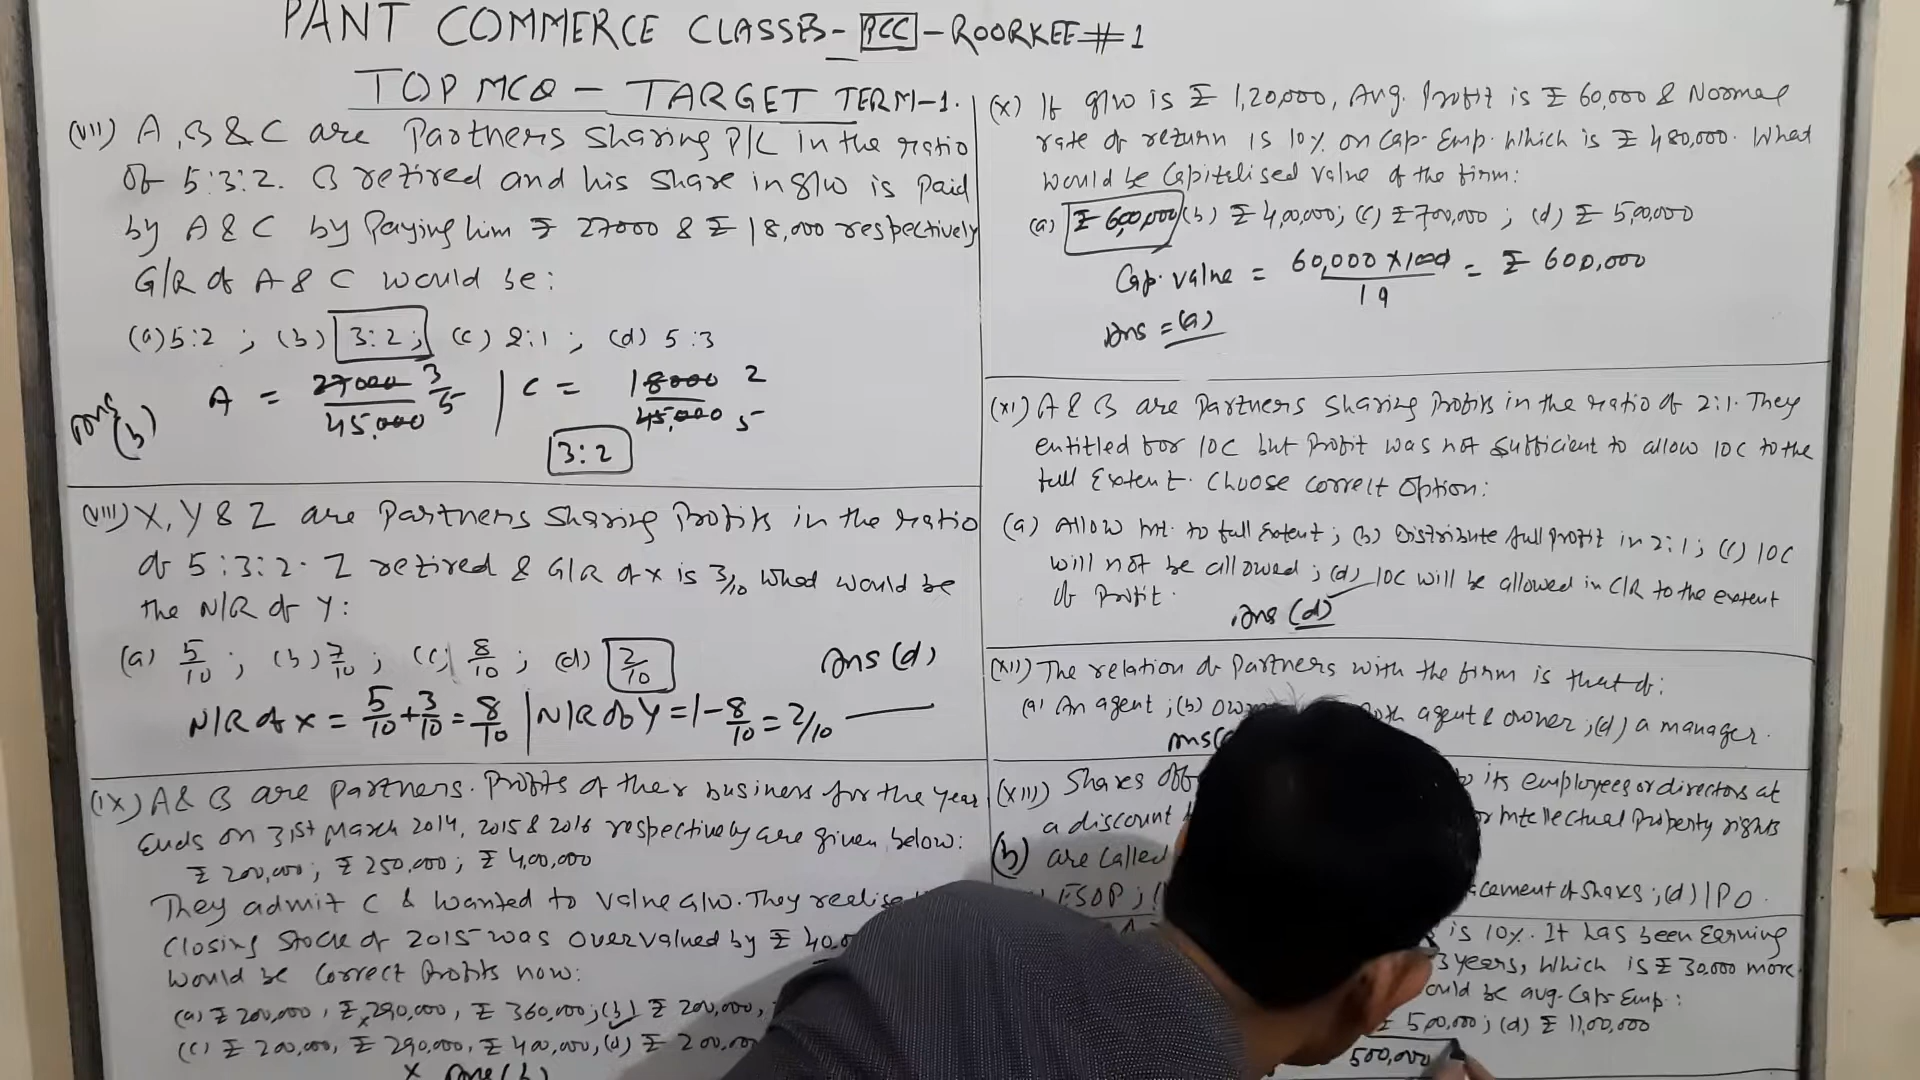 PANT COMMERCE CLASSES - PCC - ROORKEE #1
TOP MCQ - TARGET TERM-1.
(VII) A, B & C are Partners sharing P/L in the ratio
of 5:3:2. B retired and his share in g/w is paid
by A & C by Paying him ₹ 27000 & ₹ 18,000 respectively
G/R of A & C would be:
(a) 5:2 ; (b) 3:2; (c) 2:1 ; (d) 5:3
A = 27000/45,000 3/5 | C = 18000/45,000 2/5
Ans (b)
3:2
(VIII) X, Y & Z are Partners sharing Profits in the ratio
of 5:3:2. Z retired & G/R of X is 3/10 what would be
the N/R of Y:
(a) 5/10 ; (b) 7/10 ; (c) 8/10 ; (d) 2/10 Ans (d)
N/R of X = 5/10 + 3/10 = 8/10 | N/R of Y = 1 - 8/10 = 2/10
(IX) A & B are partners. Profits of their business for the year
Ends on 31st March 2014, 2015 & 2016 respectively are given below:
₹ 200,000; ₹ 250,000; ₹ 4,00,000
They admit C & wanted to value G/W. They realise
Closing Stock of 2015 was overvalued by ₹
would be Correct Profits now:
(a) ₹ 200,000, ₹ 290,000, ₹ 360,000; (b) ₹ 200,000,
(c) ₹ 200,000, ₹ 290,000, ₹ 400,000, (d) ₹
x Ans (b)
(X) If g/w is ₹ 1,20,000, Avg. Profit is ₹ 60,000 & Normal
rate of return is 10% on Cap. Emp. Which is ₹ 480,000. What
would be Capitalised value of the firm:
(a) ₹ 600,000 (b) ₹ 4,00,000; (c) ₹ 700,000 ; (d) ₹ 5,00,000
Cap. value = 60,000 x 100/10 = ₹ 600,000
Ans = (a)
(XI) A & B are Partners sharing Profits in the ratio of 2:1. They
entitled for IOC but Profit was not sufficient to allow IOC to the
full Extent. Choose correct Option:
(a) Allow Int. to full Extent ; (b) Distribute full profit in 2:1 ; (c) IOC
will not be allowed ; (d) IOC will be allowed in C/R to the extent
of Profit.
Ans (d)
(XII) The relation of Partners with the firm is that of:
(a) An agent ; (b) agent & owner ; (d) a manager.
Ans
(XIII) Shares its employees or directors at
a discount Intellectual Property rights
(b) are called
ESOP ; of Shares ; (d) IPO.
is 10%. It has been Earning
3 years, Which is ₹ 30,000 more
avg. Cap. Emp :
₹ 5,00,000 ; (d) ₹ 11,00,000
500,000